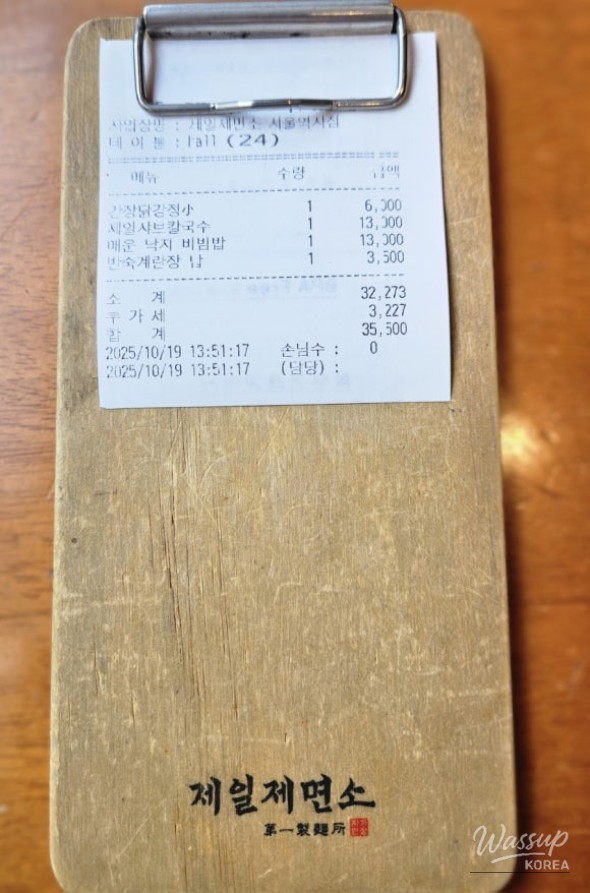 사업장명 : 제일제면소 서울역사점
테 이 블 : hall (24)
메뉴 수량 금액
간장닭강정小 1 6,000
제일샤브칼국수 1 13,000
매운 낙지 비빔밥 1 13,000
반숙계란장 1 3,500
소 계 32,273
부 가 세 3,227
합 계 35,500
2025/10/19 13:51:17 손님수 : 0
2025/10/19 13:51:17 (담당) :
제일제면소
第一製麵所
Wassup
KOREA